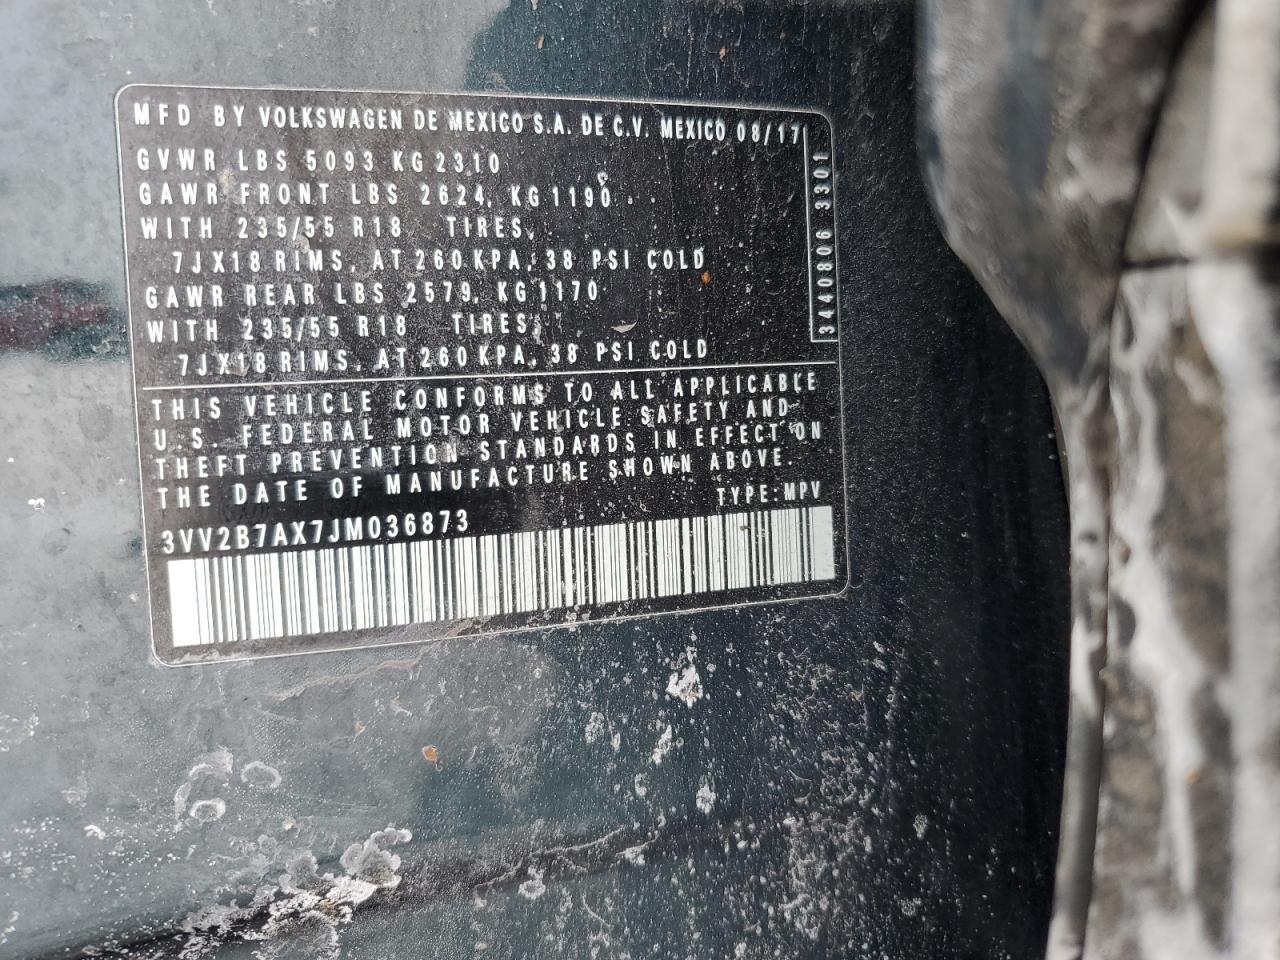 MFD BY VOLKSWAGEN DE MEXICO S.A. DE C.V. MEXICO 08/17
GVWR LBS 5093 KG 2310
GAWR FRONT LBS 2624, KG 1190
WITH 235/55 R18 TIRES,
7JX18 RIMS, AT 260 KPA, 38 PSI COLD
GAWR REAR LBS 2579, KG 1170
WITH 235/55 R18 TIRES,
7JX18 RIMS, AT 260 KPA, 38 PSI COLD
3440806 3301
THIS VEHICLE CONFORMS TO ALL APPLICABLE
U.S. FEDERAL MOTOR VEHICLE SAFETY AND
THEFT PREVENTION STANDARDS IN EFFECT ON
THE DATE OF MANUFACTURE SHOWN ABOVE.
TYPE: MPV
3VV2B7AX7JM036873